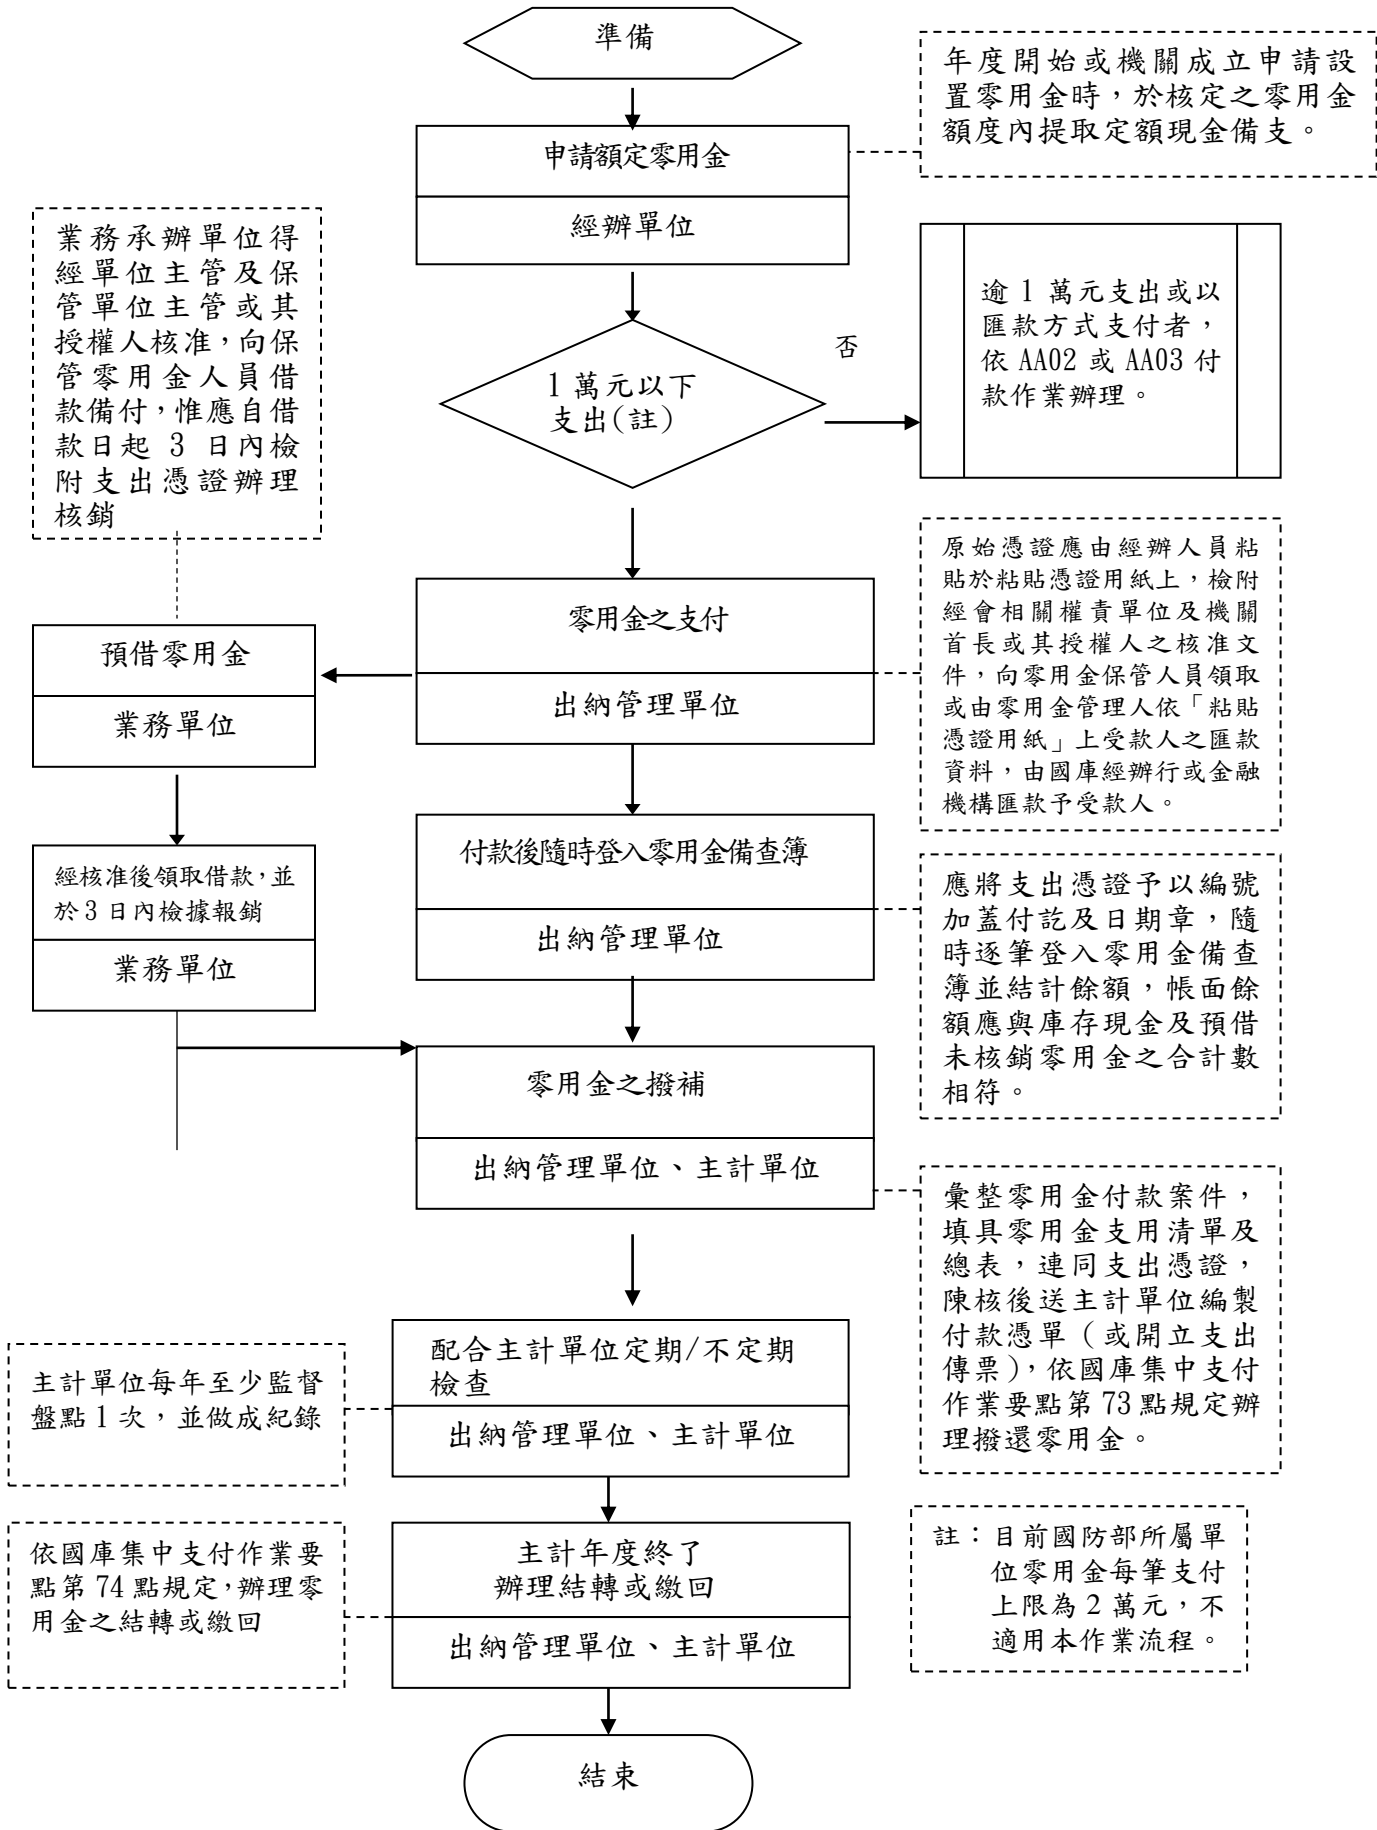 準備
年度開始或機關成立申請設
置零用金時，於核定之零用金
額度內提取定額現金備支。
申請額定零用金
經辦單位
業務承辦單位得
經單位主管及保
管單位主管或其
授權人核准，向保
管零用金人員借
款備付，惟應自借
款日起 3 日內檢
附支出憑證辦理
核銷
逾 1 萬元支出或以
匯款方式支付者，
依 AA02 或 AA03 付
款作業辦理。
否
1 萬元以下
支出(註)
原始憑證應由經辦人員粘
貼於粘貼憑證用紙上，檢附
經會相關權責單位及機關
首長或其授權人之核准文
件，向零用金保管人員領取
或由零用金管理人依「粘貼
憑證用紙」上受款人之匯款
資料，由國庫經辦行或金融
機構匯款予受款人。
零用金之支付
出納管理單位
預借零用金
業務單位
付款後隨時登入零用金備查簿
出納管理單位
經核准後領取借款，並
於 3 日內檢據報銷
業務單位
應將支出憑證予以編號
加蓋付訖及日期章，隨
時逐筆登入零用金備查
簿並結計餘額，帳面餘
額應與庫存現金及預借
未核銷零用金之合計數
相符。
零用金之撥補
出納管理單位、主計單位
彙整零用金付款案件，
填具零用金支用清單及
總表，連同支出憑證，
陳核後送主計單位編製
付款憑單（或開立支出
傳票），依國庫集中支付
作業要點第 73 點規定辦
理撥還零用金。
配合主計單位定期/不定期
檢查
出納管理單位、主計單位
主計單位每年至少監督
盤點 1 次，並做成紀錄
主計年度終了
辦理結轉或繳回
出納管理單位、主計單位
依國庫集中支付作業要
點第 74 點規定，辦理零
用金之結轉或繳回
註：目前國防部所屬單
位零用金每筆支付
上限為 2 萬元，不
適用本作業流程。
結束